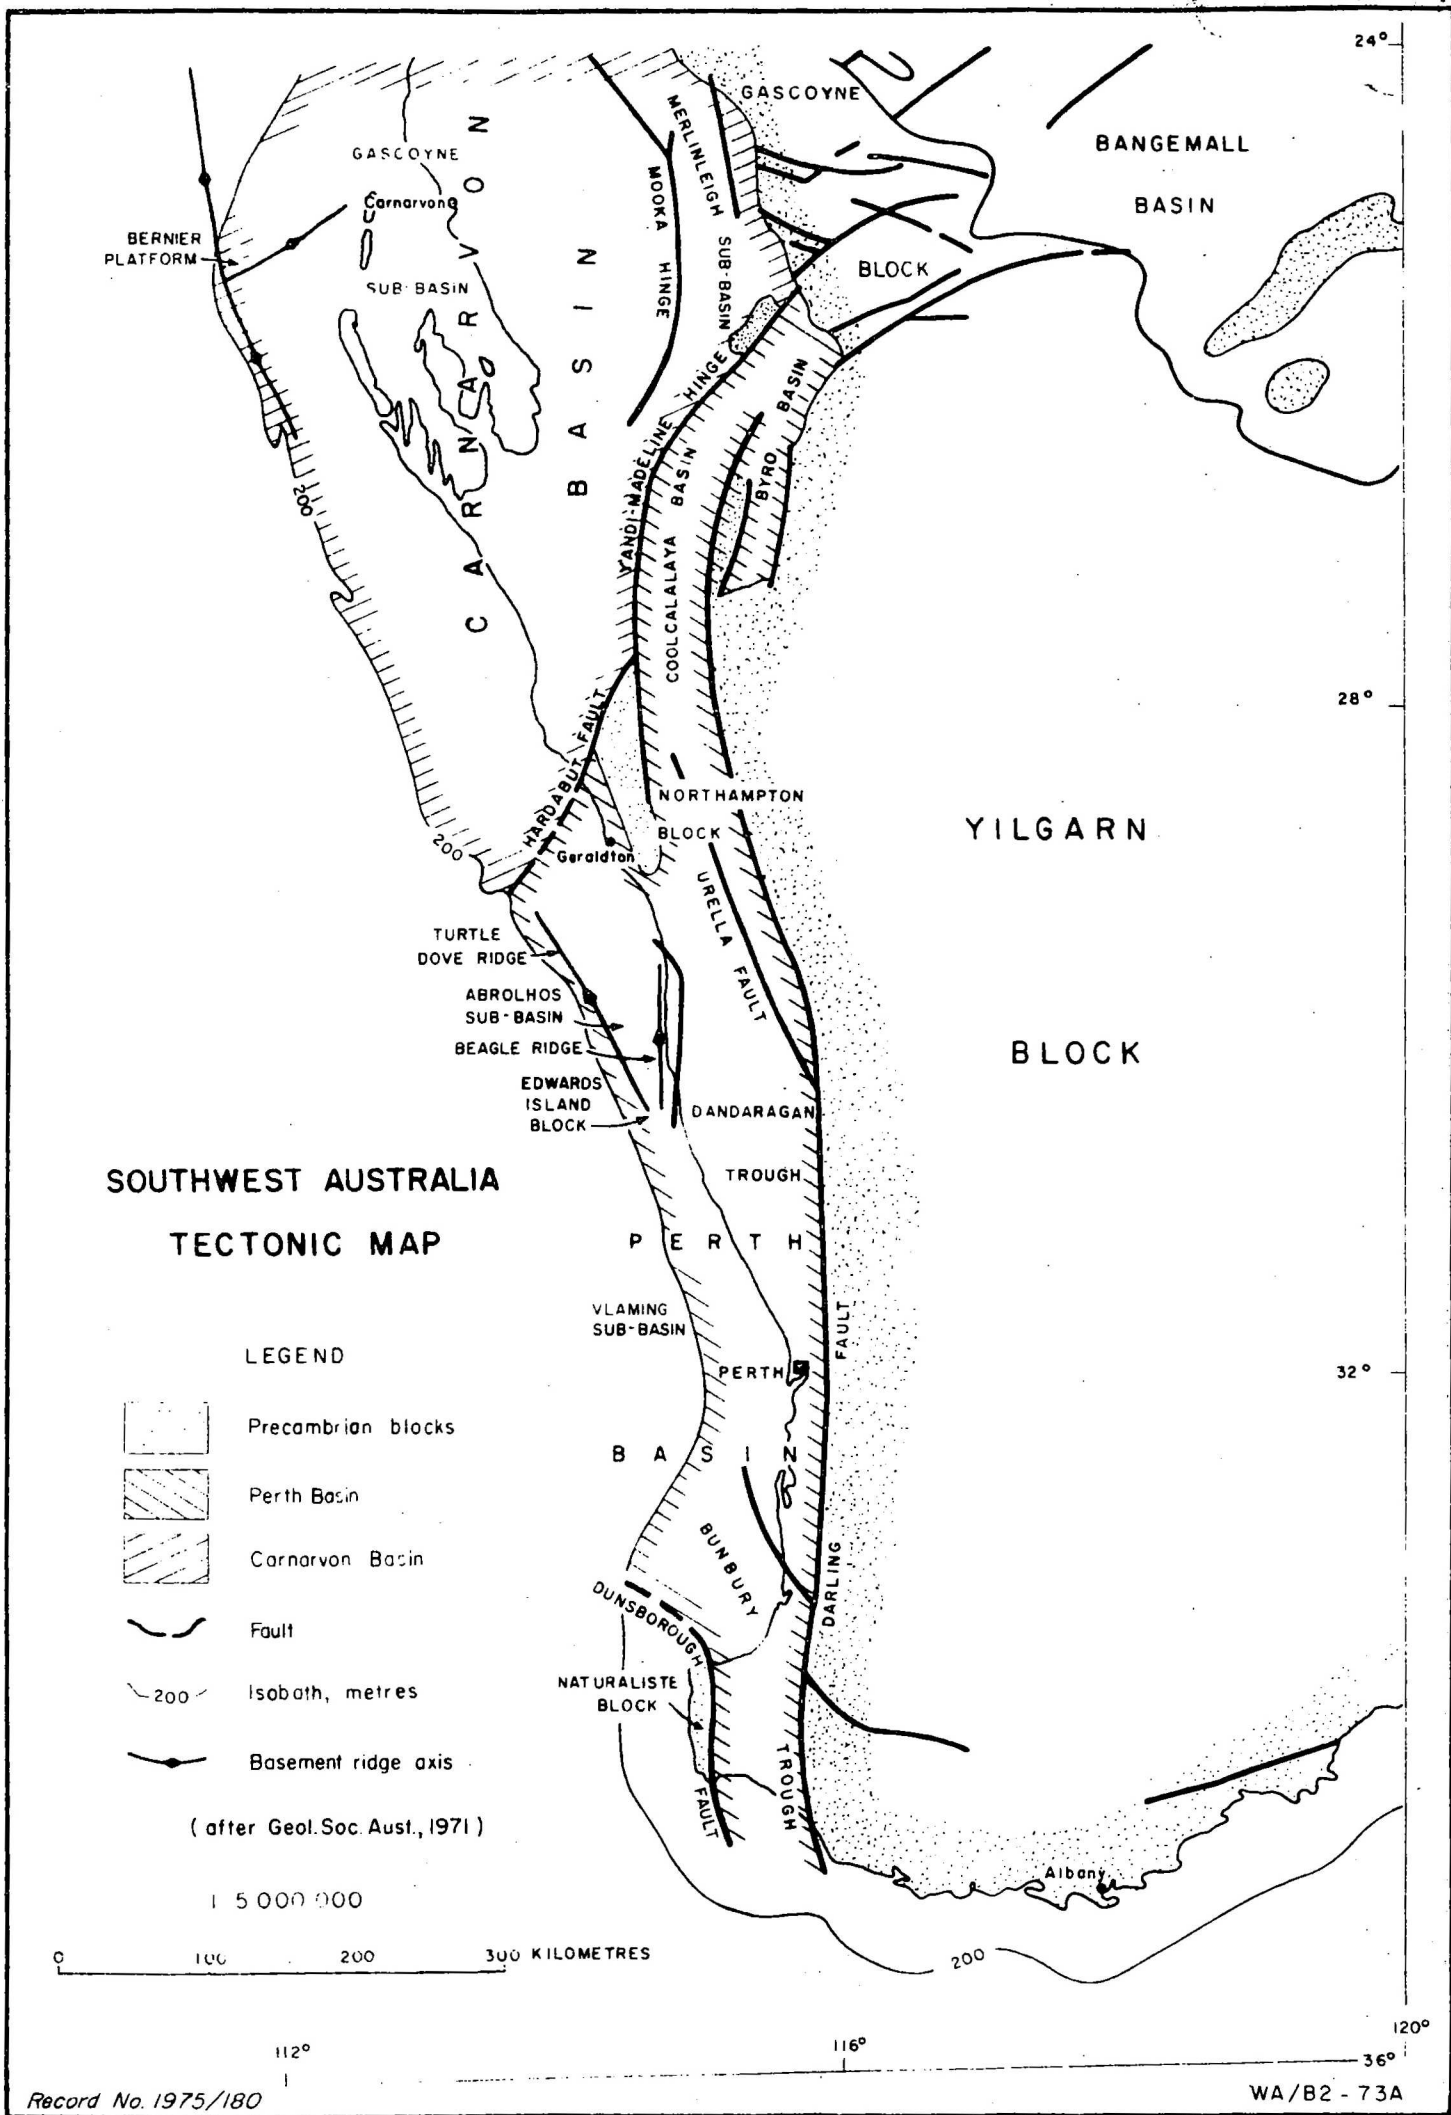 24°
GASCOYNE
BANGEMALL
BASIN
MERLINLEIGH SUB-BASIN
GASCOYNE
Carnarvon
SUB-BASIN
BERNIER
PLATFORM
MOOKA HINGE
BLOCK
CARNARVON
BASIN
YANDI-MADELINE HINGE
BYRO BASIN
COOLCALALAYA BASIN
200
28°
HARDABUT FAULT
NORTHAMPTON
BLOCK
YILGARN
BLOCK
200
Geraldton
URELLA FAULT
TURTLE
DOVE RIDGE
ABROLHOS
SUB-BASIN
BEAGLE RIDGE
EDWARDS
ISLAND
BLOCK
DANDARAGAN
TROUGH
PERTH
BASIN
VLAMING
SUB-BASIN
PERTH
32°
DARLING FAULT
BUNBURY TROUGH
DUNSBOROUGH FAULT
NATURALISTE
BLOCK
Albany
200
SOUTHWEST AUSTRALIA
TECTONIC MAP
LEGEND
Precambrian blocks
Perth Basin
Carnarvon Basin
Fault
200 Isobath, metres
Basement ridge axis
(after Geol. Soc. Aust., 1971)
1 5 000 000
0 100 200 300 KILOMETRES
112°
116°
120°
36°
Record No. 1975/180
WA/B2-73A